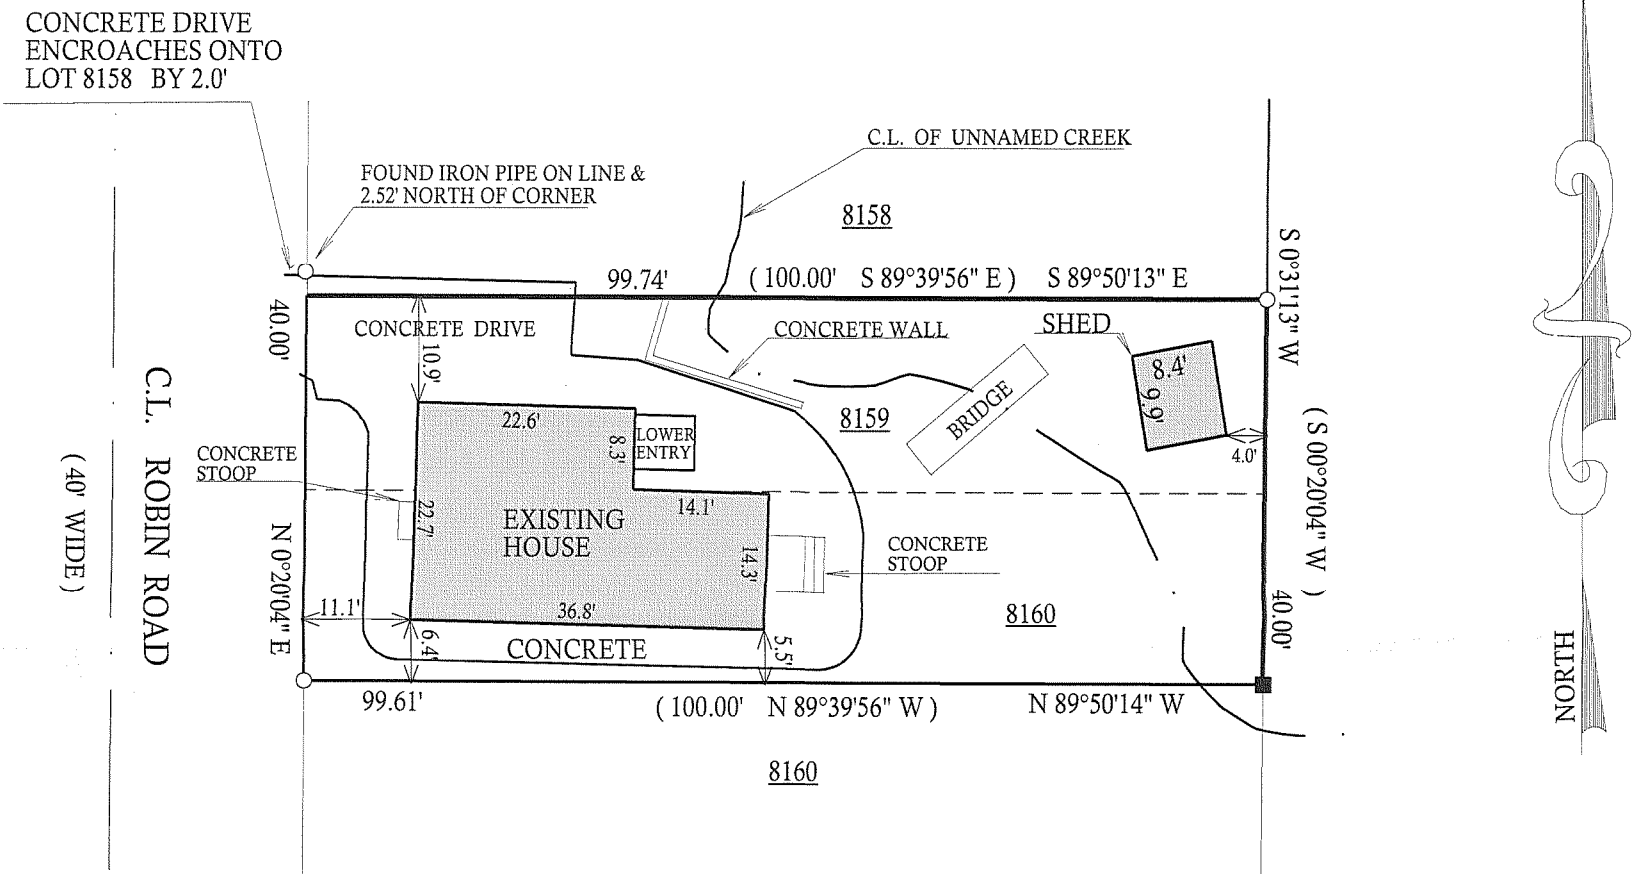 CONCRETE DRIVE
ENCROACHES ONTO
LOT 8158 BY 2.0'
FOUND IRON PIPE ON LINE &
2.52' NORTH OF CORNER
C.L. OF UNNAMED CREEK
8158
99.74'
( 100.00' S 89°39'56" E )
S 89°50'13" E
S 0°31'13" W
40.00'
CONCRETE DRIVE
10.9'
CONCRETE WALL
SHED
8.4'
9.9'
4.0'
BRIDGE
8159
22.6'
8.3'
LOWER
ENTRY
14.1'
CONCRETE
STOOP
22.7'
EXISTING
HOUSE
14.3'
CONCRETE
STOOP
36.8'
11.1'
6.4'
CONCRETE
5.5'
8160
( S 00°20'04" W )
40.00'
N 0°20'04" E
C.L. ROBIN ROAD
( 40' WIDE )
99.61'
( 100.00' N 89°39'56" W )
N 89°50'14" W
8160
NORTH